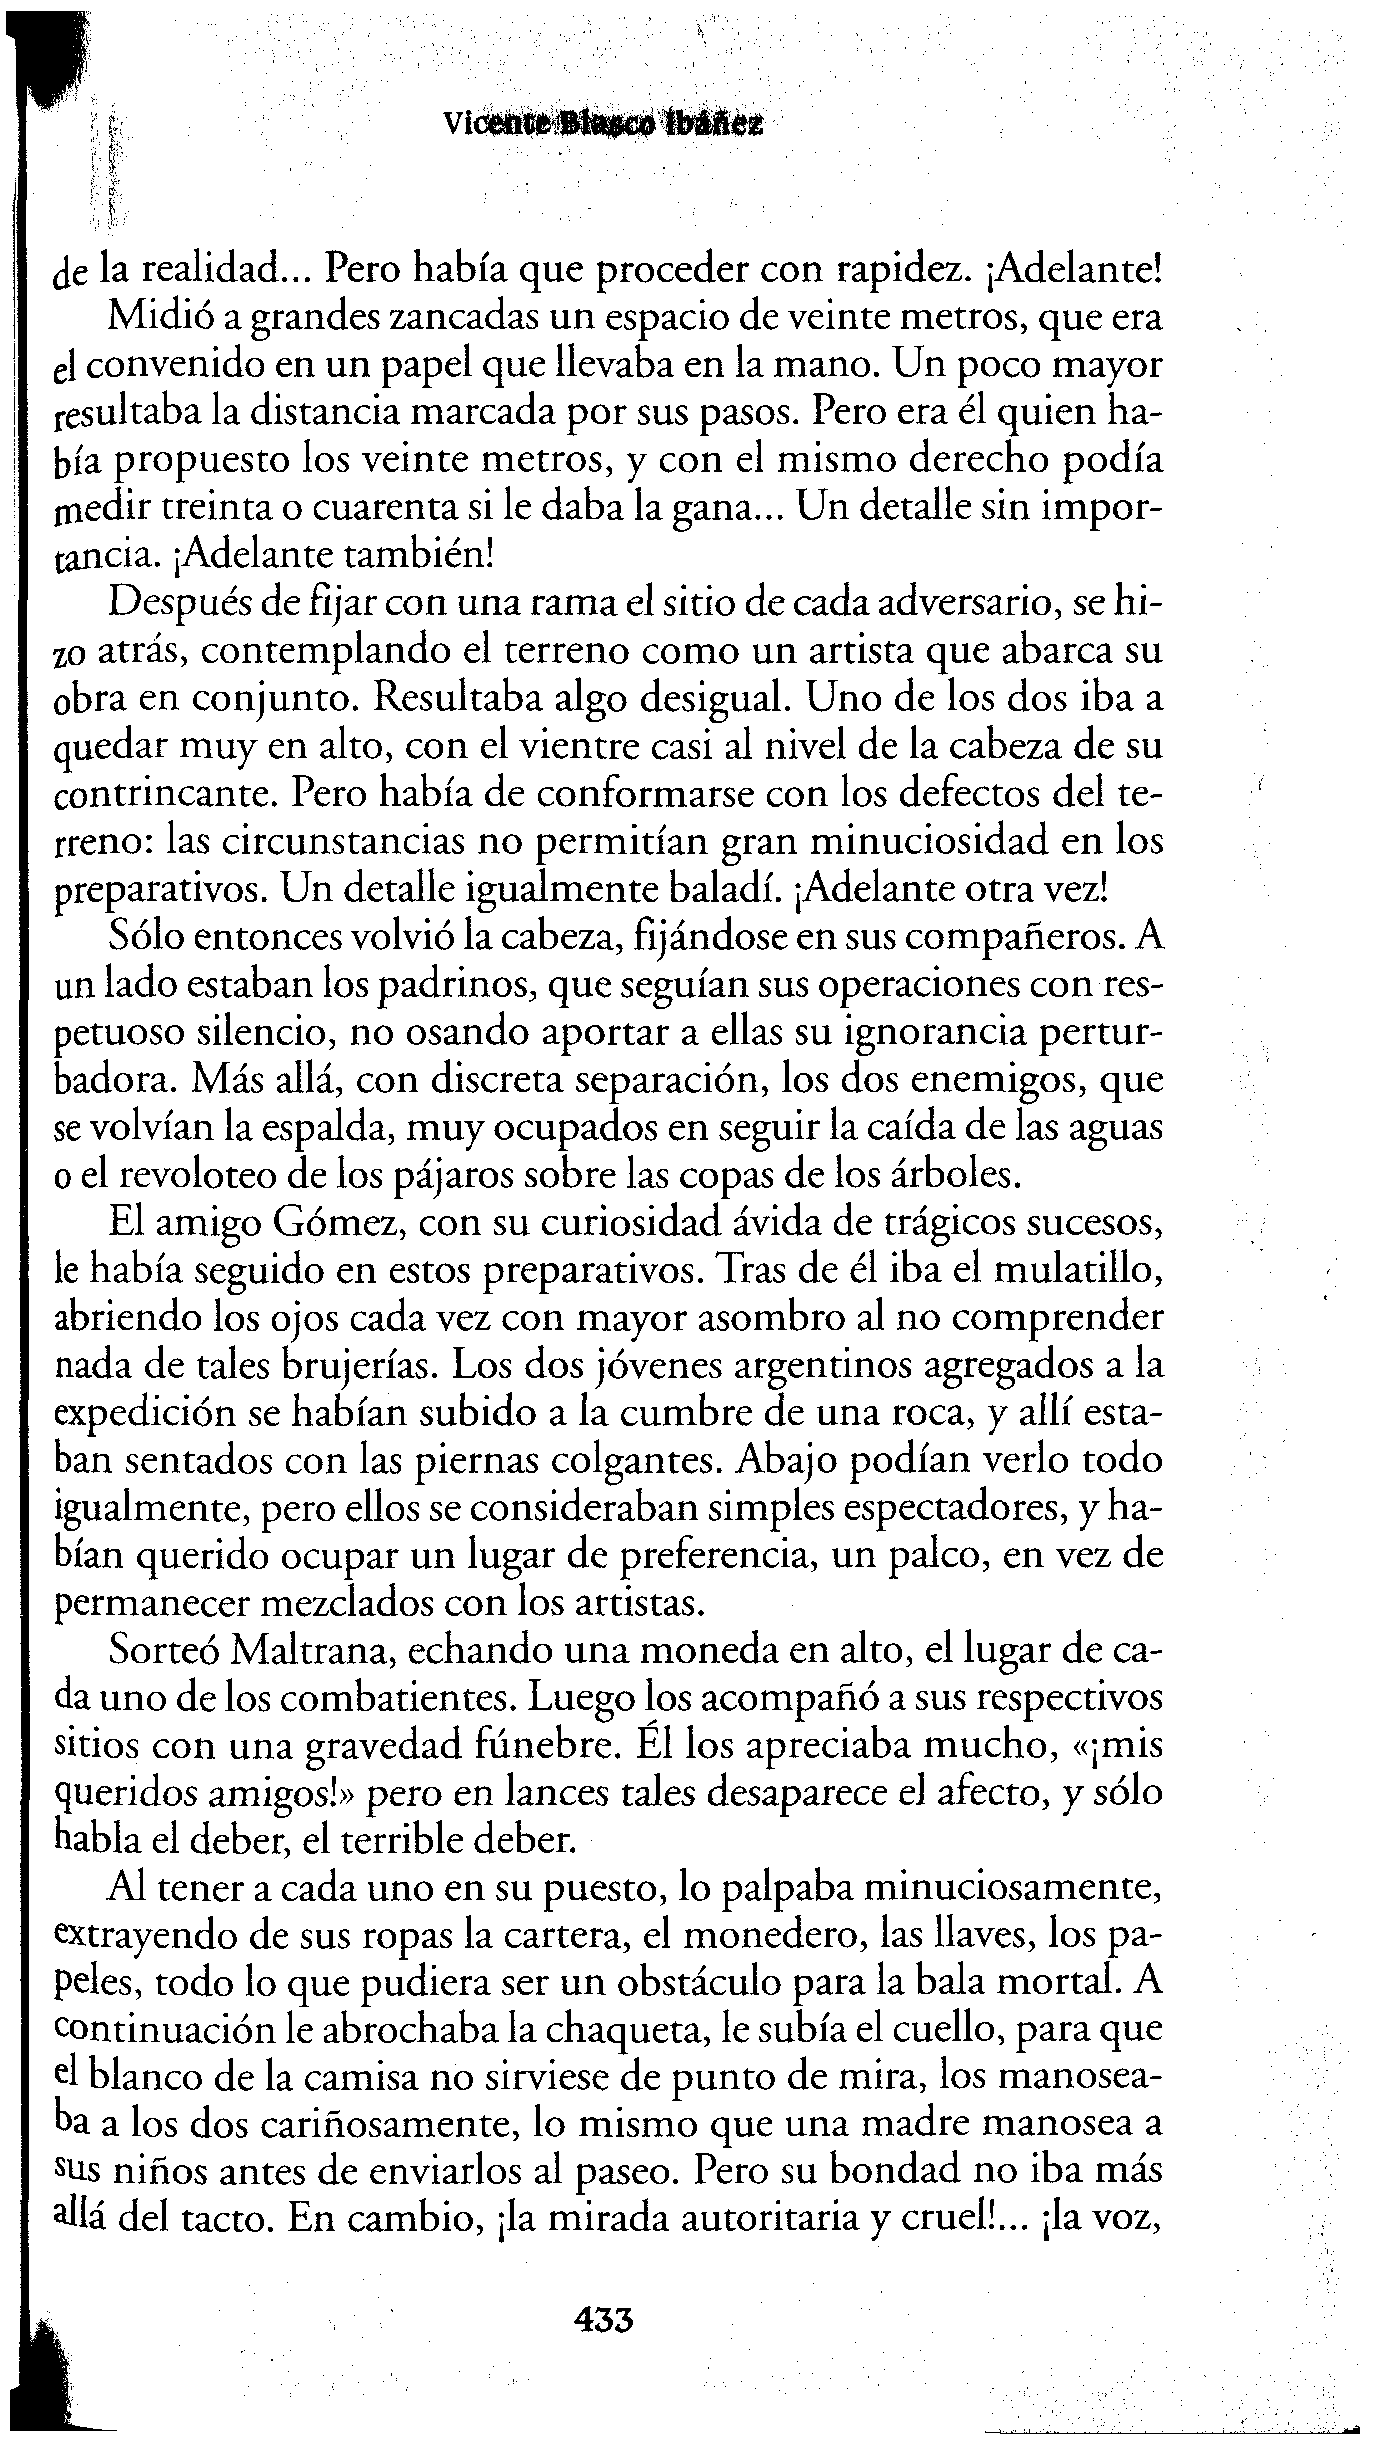 Vicente Blasco Ibáñez
de la realidad... Pero había que proceder con rapidez. ¡Adelante!
Midió a grandes zancadas un espacio de veinte metros, que era
el convenido en un papel que llevaba en la mano. Un poco mayor
resultaba la distancia marcada por sus pasos. Pero era él quien ha-
bía propuesto los veinte metros, y con el mismo derecho podía
medir treinta o cuarenta si le daba la gana... Un detalle sin impor-
tancia. ¡Adelante también!
Después de fijar con una rama el sitio de cada adversario, se hi-
zo atrás, contemplando el terreno como un artista que abarca su
obra en conjunto. Resultaba algo desigual. Uno de los dos iba a
quedar muy en alto, con el vientre casi al nivel de la cabeza de su
contrincante. Pero había de conformarse con los defectos del te-
rreno: las circunstancias no permitían gran minuciosidad en los
preparativos. Un detalle igualmente baladí. ¡Adelante otra vez!
Sólo entonces volvió la cabeza, fijándose en sus compañeros. A
un lado estaban los padrinos, que seguían sus operaciones con res-
petuoso silencio, no osando aportar a ellas su ignorancia pertur-
badora. Más allá, con discreta separación, los dos enemigos, que
se volvían la espalda, muy ocupados en seguir la caída de las aguas
o el revoloteo de los pájaros sobre las copas de los árboles.
El amigo Gómez, con su curiosidad ávida de trágicos sucesos,
le había seguido en estos preparativos. Tras de él iba el mulatillo,
abriendo los ojos cada vez con mayor asombro al no comprender
nada de tales brujerías. Los dos jóvenes argentinos agregados a la
expedición se habían subido a la cumbre de una roca, y allí esta-
ban sentados con las piernas colgantes. Abajo podían verlo todo
igualmente, pero ellos se consideraban simples espectadores, y ha-
bían querido ocupar un lugar de preferencia, un palco, en vez de
permanecer mezclados con los artistas.
Sorteó Maltrana, echando una moneda en alto, el lugar de ca-
da uno de los combatientes. Luego los acompañó a sus respectivos
sitios con una gravedad fúnebre. Él los apreciaba mucho, «¡mis
queridos amigos!» pero en lances tales desaparece el afecto, y sólo
habla el deber, el terrible deber.
Al tener a cada uno en su puesto, lo palpaba minuciosamente,
extrayendo de sus ropas la cartera, el monedero, las llaves, los pa-
peles, todo lo que pudiera ser un obstáculo para la bala mortal. A
continuación le abrochaba la chaqueta, le subía el cuello, para que
el blanco de la camisa no sirviese de punto de mira, los manosea-
ba a los dos cariñosamente, lo mismo que una madre manosea a
sus niños antes de enviarlos al paseo. Pero su bondad no iba más
allá del tacto. En cambio, ¡la mirada autoritaria y cruel!... ¡la voz,
433